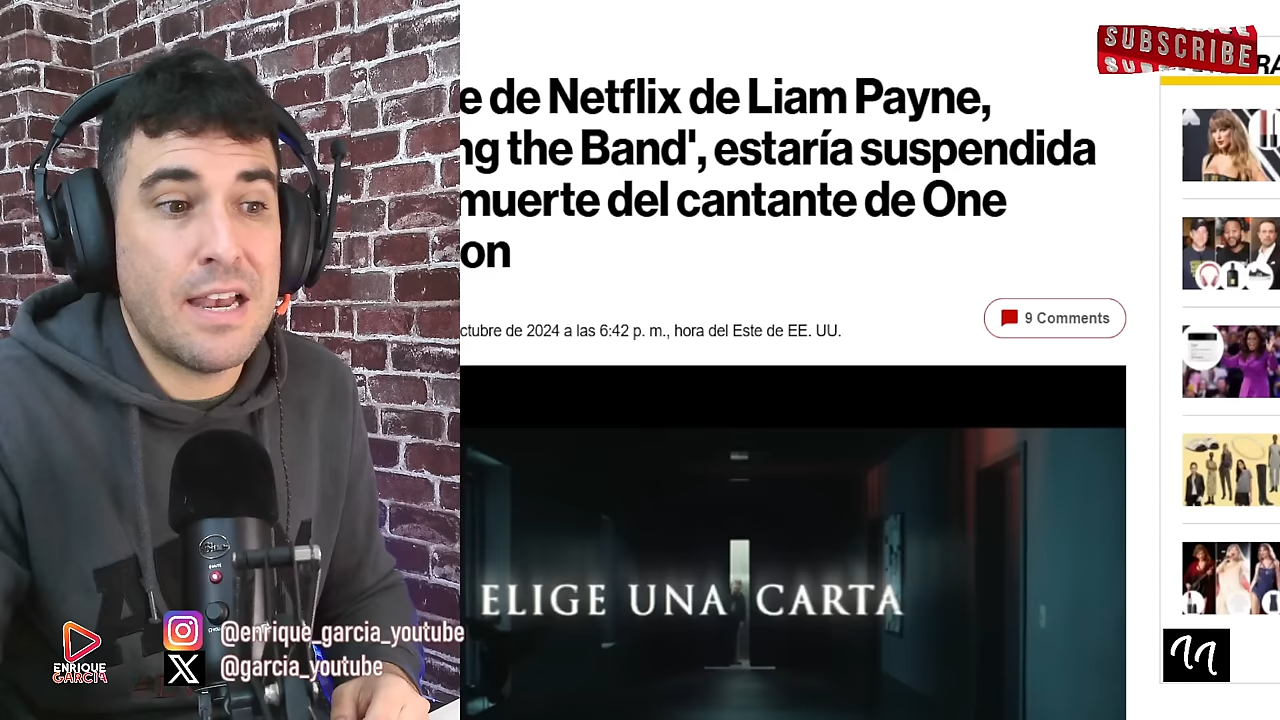 SUBSCRIBE
e de Netflix de Liam Payne,
ng the Band', estaría suspendida
muerte del cantante de One
on
ctubre de 2024 a las 6:42 p. m., hora del Este de EE. UU.
9 Comments
ELIGE UNA CARTA
@enrique_garcia_youtube
@garcia_youtube
ENRIQUE
GARCIA